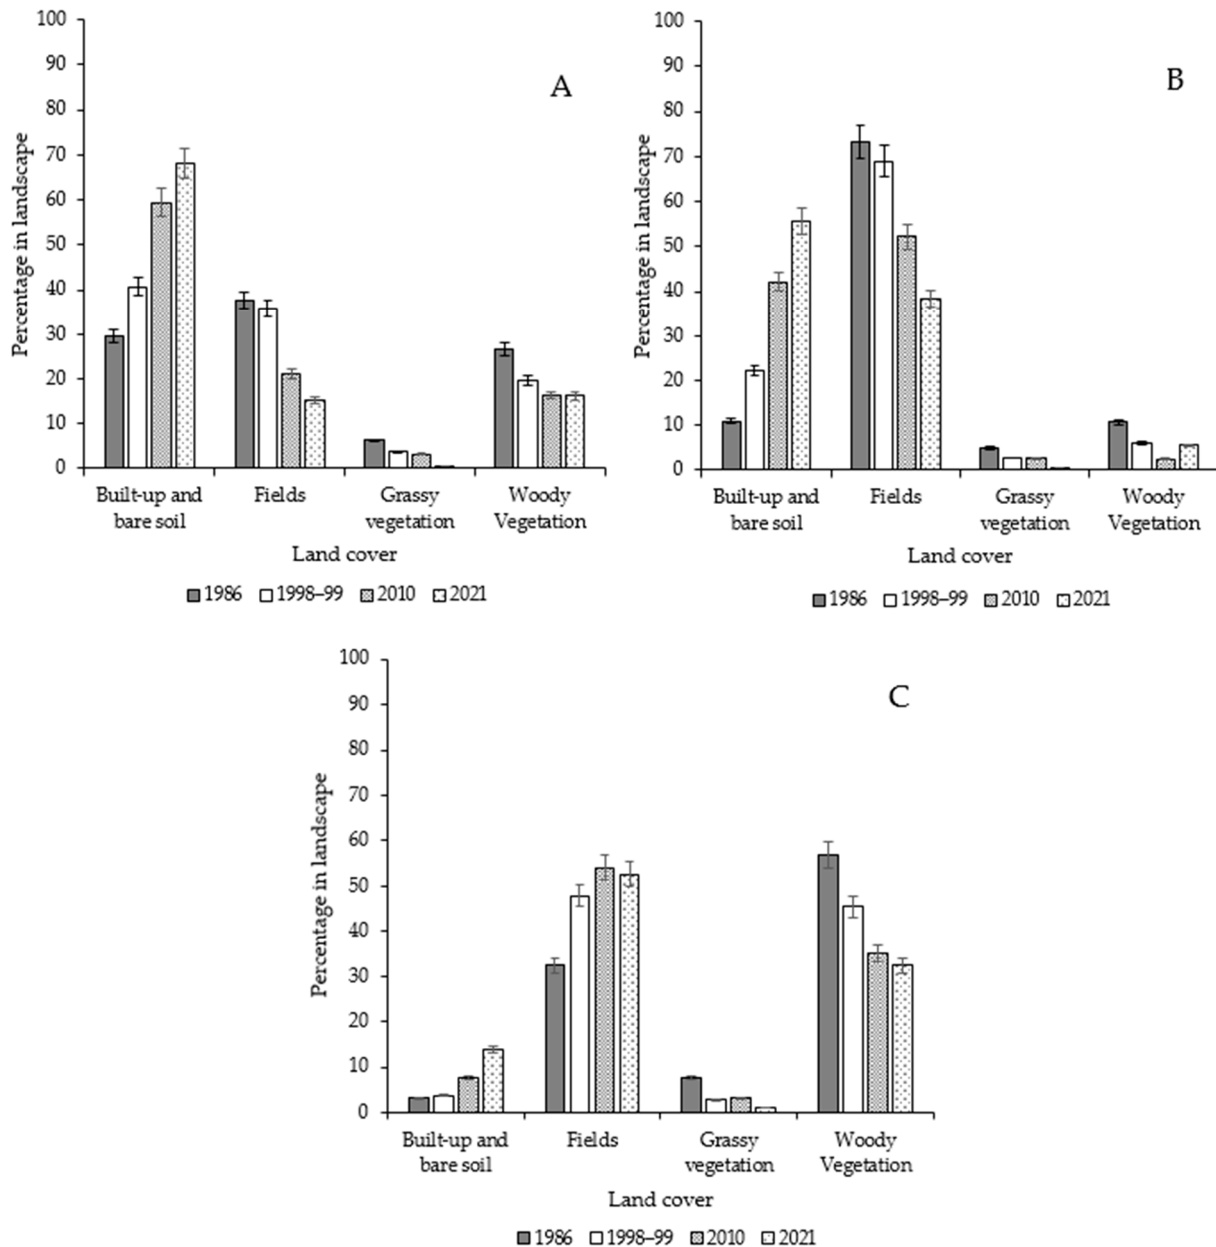 A
Percentage in landscape
100
90
80
70
60
50
40
30
20
10
0
Built-up and
bare soil
Fields
Grassy
vegetation
Woody
Vegetation
Land cover
1986 1998–99 2010 2021
B
Percentage in landscape
100
90
80
70
60
50
40
30
20
10
0
Built-up and
bare soil
Fields
Grassy
vegetation
Woody
Vegetation
Land cover
1986 1998–99 2010 2021
C
Percentage in landscape
100
90
80
70
60
50
40
30
20
10
0
Built-up and
bare soil
Fields
Grassy
vegetation
Woody
Vegetation
Land cover
1986 1998–99 2010 2021